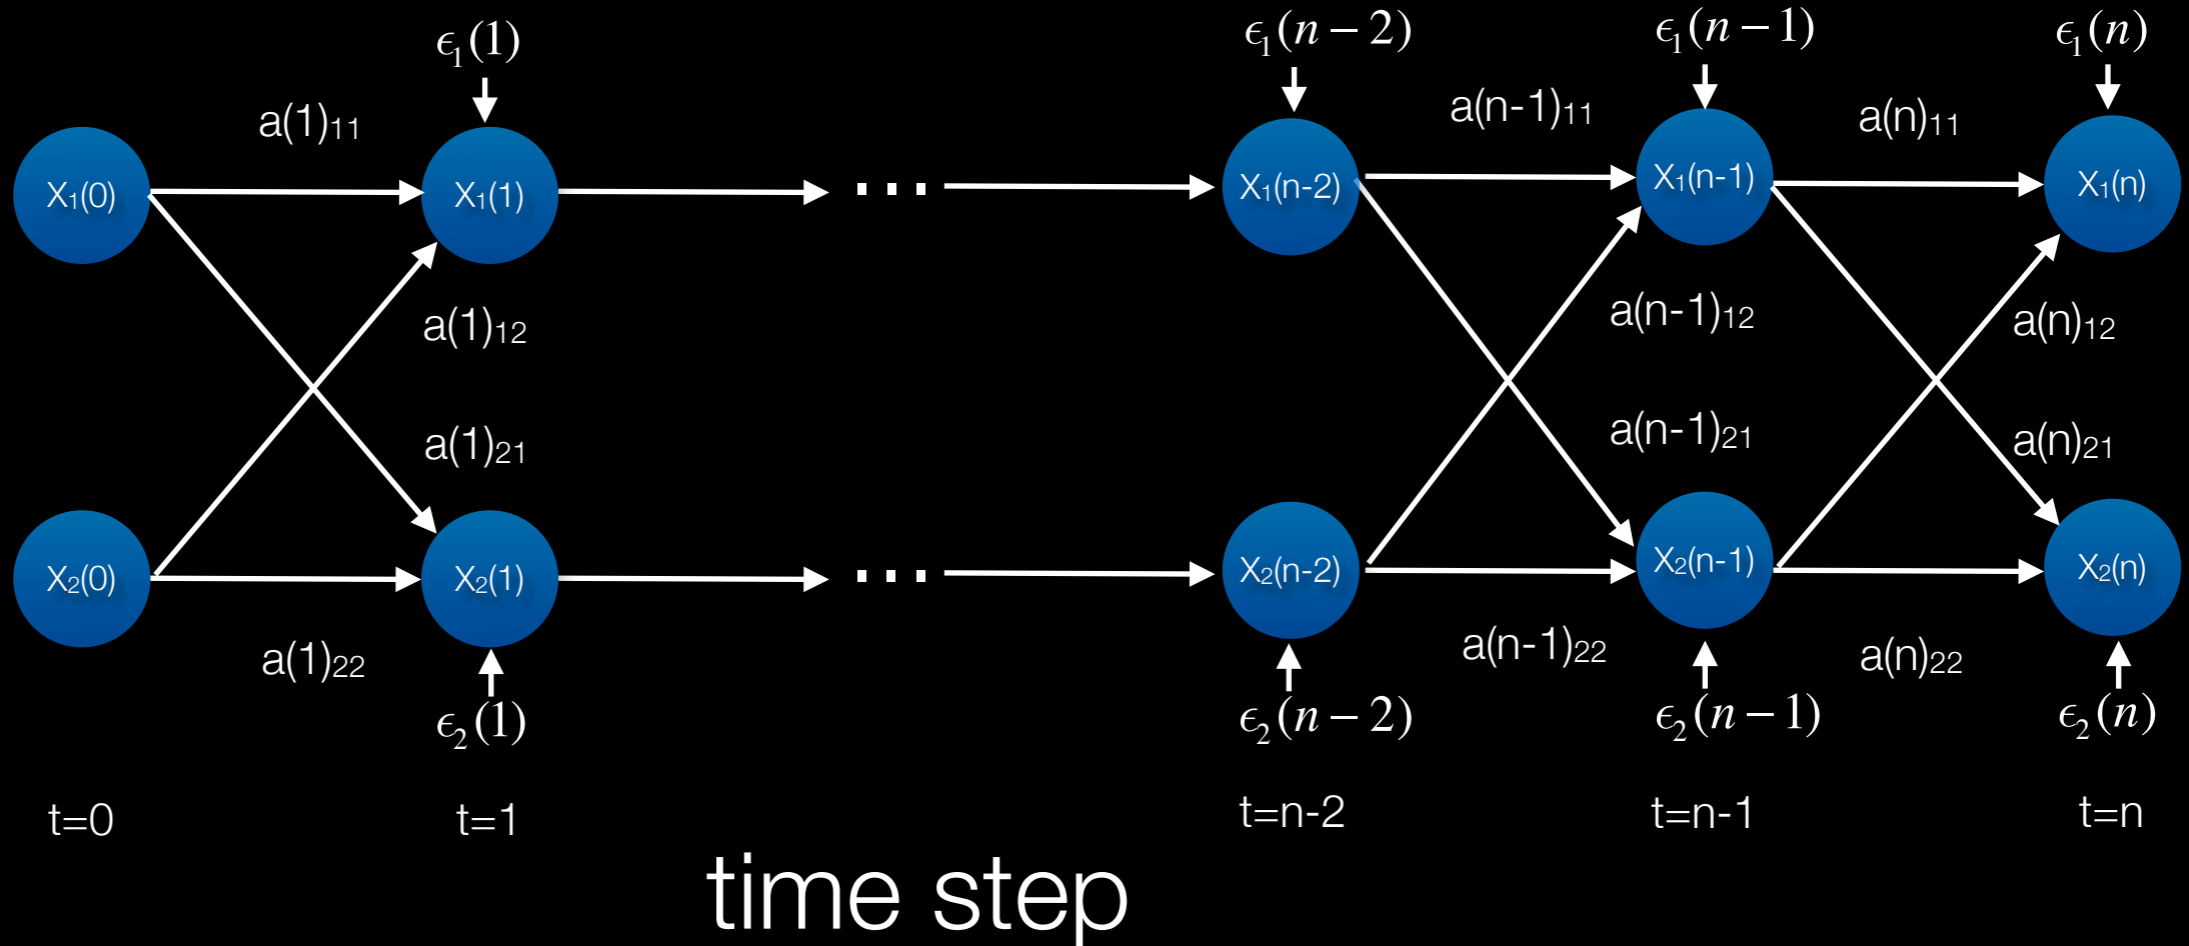 ϵ₁(1)
ϵ₁(n − 2)
ϵ₁(n − 1)
ϵ₁(n)
a(1)₁₁
a(n-1)₁₁
a(n)₁₁
X₁(0)
X₁(1)
...
X₁(n-2)
X₁(n-1)
X₁(n)
a(1)₁₂
a(n-1)₁₂
a(n)₁₂
a(1)₂₁
a(n-1)₂₁
a(n)₂₁
X₂(0)
X₂(1)
...
X₂(n-2)
X₂(n-1)
X₂(n)
a(1)₂₂
a(n-1)₂₂
a(n)₂₂
ϵ₂(1)
ϵ₂(n − 2)
ϵ₂(n − 1)
ϵ₂(n)
t=0
t=1
t=n-2
t=n-1
t=n
time step